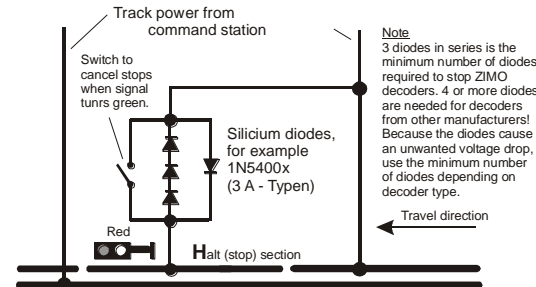 Track power from
command station
Switch to
cancel stops
when signal
tunrs green.
Silicium diodes,
for example
1N5400x
(3 A - Typen)
Note
3 diodes in series is the
minimum number of diodes
required to stop ZIMO
decoders. 4 or more diodes
are needed for decoders
from other manufacturers!
Because the diodes cause
an unwanted voltage drop,
use the minimum number
of diodes depending on
decoder type.
Travel direction
Red
Halt (stop) section